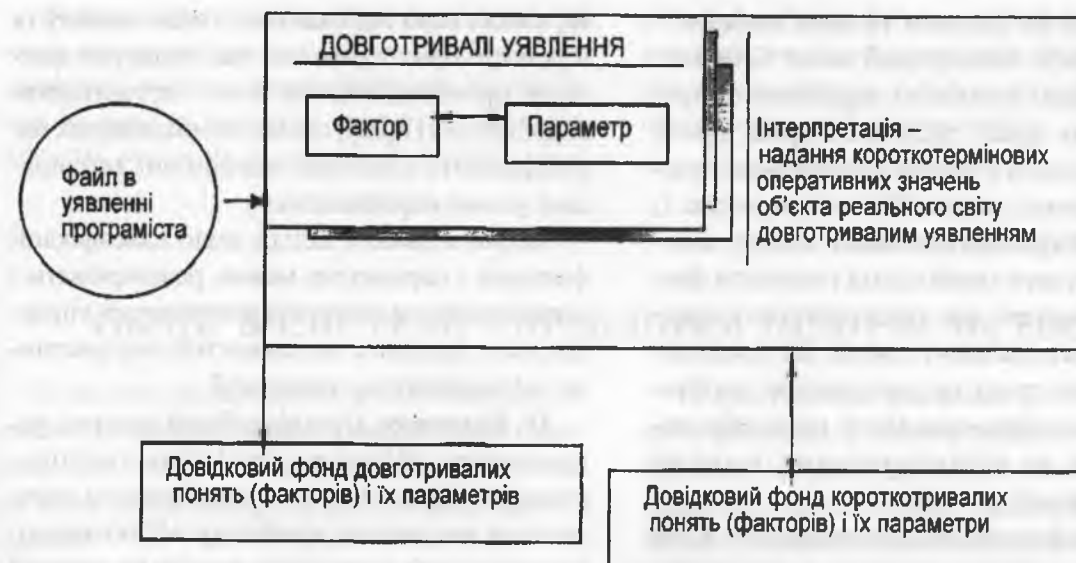 ДОВГОТРИВАЛІ УЯВЛЕННЯ
Фактор
Параметр
Файл в
уявленні
програміста
Інтерпретація –
надання короткотермінових
оперативних значень
об'єкта реального світу
довготривалим уявленням
Довідковий фонд довготривалих
понять (факторів) і їх параметрів
Довідковий фонд короткотривалих
понять (факторів) і їх параметри